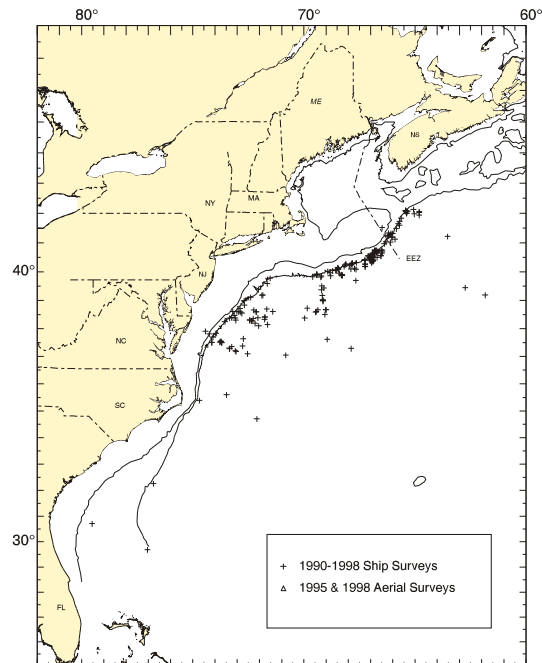 80° 70° 60°
ME
NS
NY MA
EEZ
40°
NJ
NC
SC
30°
+ 1990-1998 Ship Surveys
△ 1995 & 1998 Aerial Surveys
FL